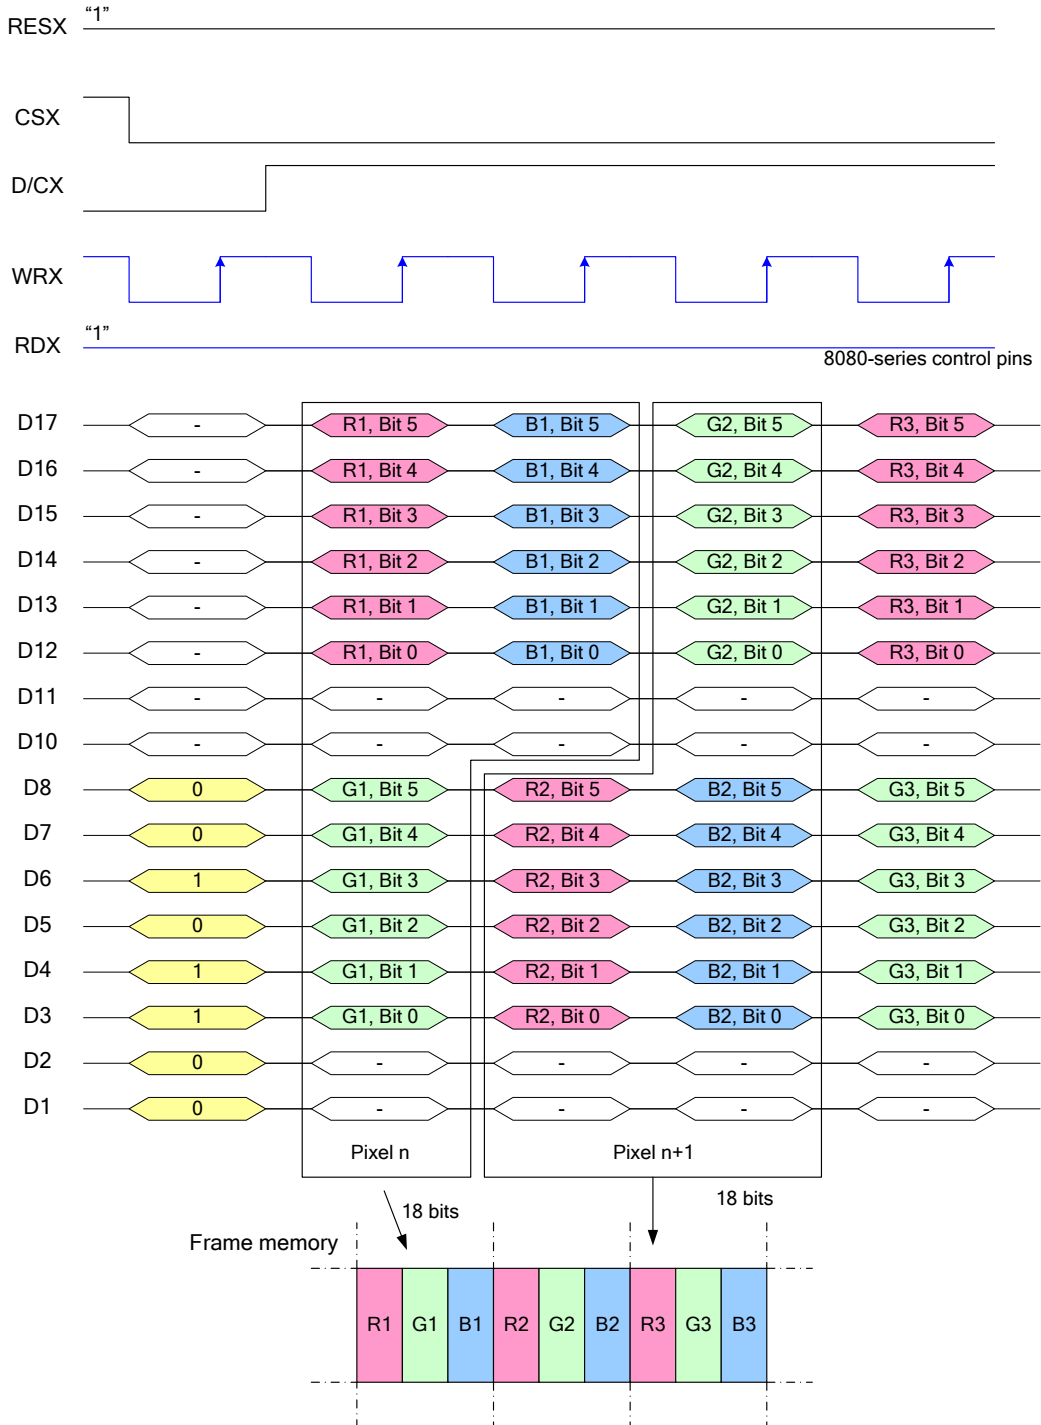 RESX “1”
CSX
D/CX
WRX
RDX “1”
8080-series control pins
D17 - R1, Bit 5 B1, Bit 5 G2, Bit 5 R3, Bit 5
D16 - R1, Bit 4 B1, Bit 4 G2, Bit 4 R3, Bit 4
D15 - R1, Bit 3 B1, Bit 3 G2, Bit 3 R3, Bit 3
D14 - R1, Bit 2 B1, Bit 2 G2, Bit 2 R3, Bit 2
D13 - R1, Bit 1 B1, Bit 1 G2, Bit 1 R3, Bit 1
D12 - R1, Bit 0 B1, Bit 0 G2, Bit 0 R3, Bit 0
D11 - - - - -
D10 - - - - -
D8 0 G1, Bit 5 R2, Bit 5 B2, Bit 5 G3, Bit 5
D7 0 G1, Bit 4 R2, Bit 4 B2, Bit 4 G3, Bit 4
D6 1 G1, Bit 3 R2, Bit 3 B2, Bit 3 G3, Bit 3
D5 0 G1, Bit 2 R2, Bit 2 B2, Bit 2 G3, Bit 2
D4 1 G1, Bit 1 R2, Bit 1 B2, Bit 1 G3, Bit 1
D3 1 G1, Bit 0 R2, Bit 0 B2, Bit 0 G3, Bit 0
D2 0 - - - -
D1 0 - - - -
Pixel n Pixel n+1
18 bits 18 bits
Frame memory
R1 G1 B1 R2 G2 B2 R3 G3 B3